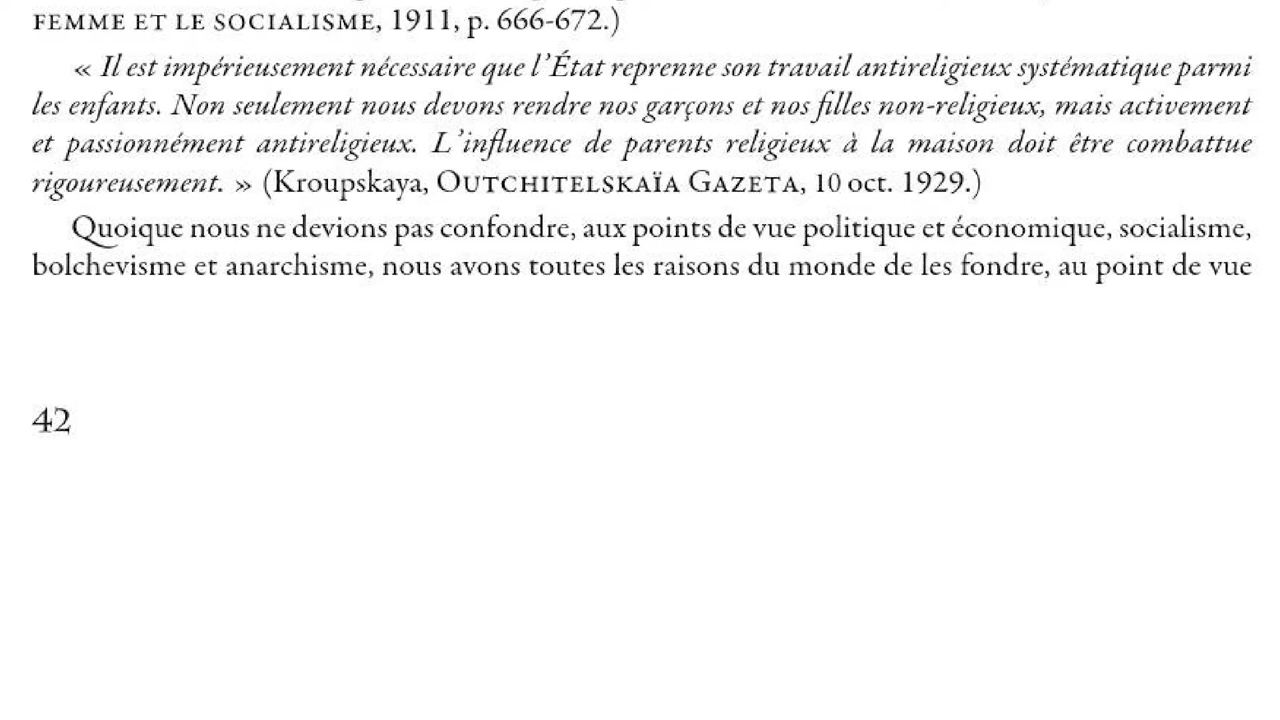 FEMME ET LE SOCIALISME, 1911, p. 666-672.)
« Il est impérieusement nécessaire que l'État reprenne son travail antireligieux systématique parmi
les enfants. Non seulement nous devons rendre nos garçons et nos filles non-religieux, mais activement
et passionnément antireligieux. L'influence de parents religieux à la maison doit être combattue
rigoureusement. » (Kroupskaya, OUTCHITELSKAÏA GAZETA, 10 oct. 1929.)
Quoique nous ne devions pas confondre, aux points de vue politique et économique, socialisme,
bolchevisme et anarchisme, nous avons toutes les raisons du monde de les fondre, au point de vue
42